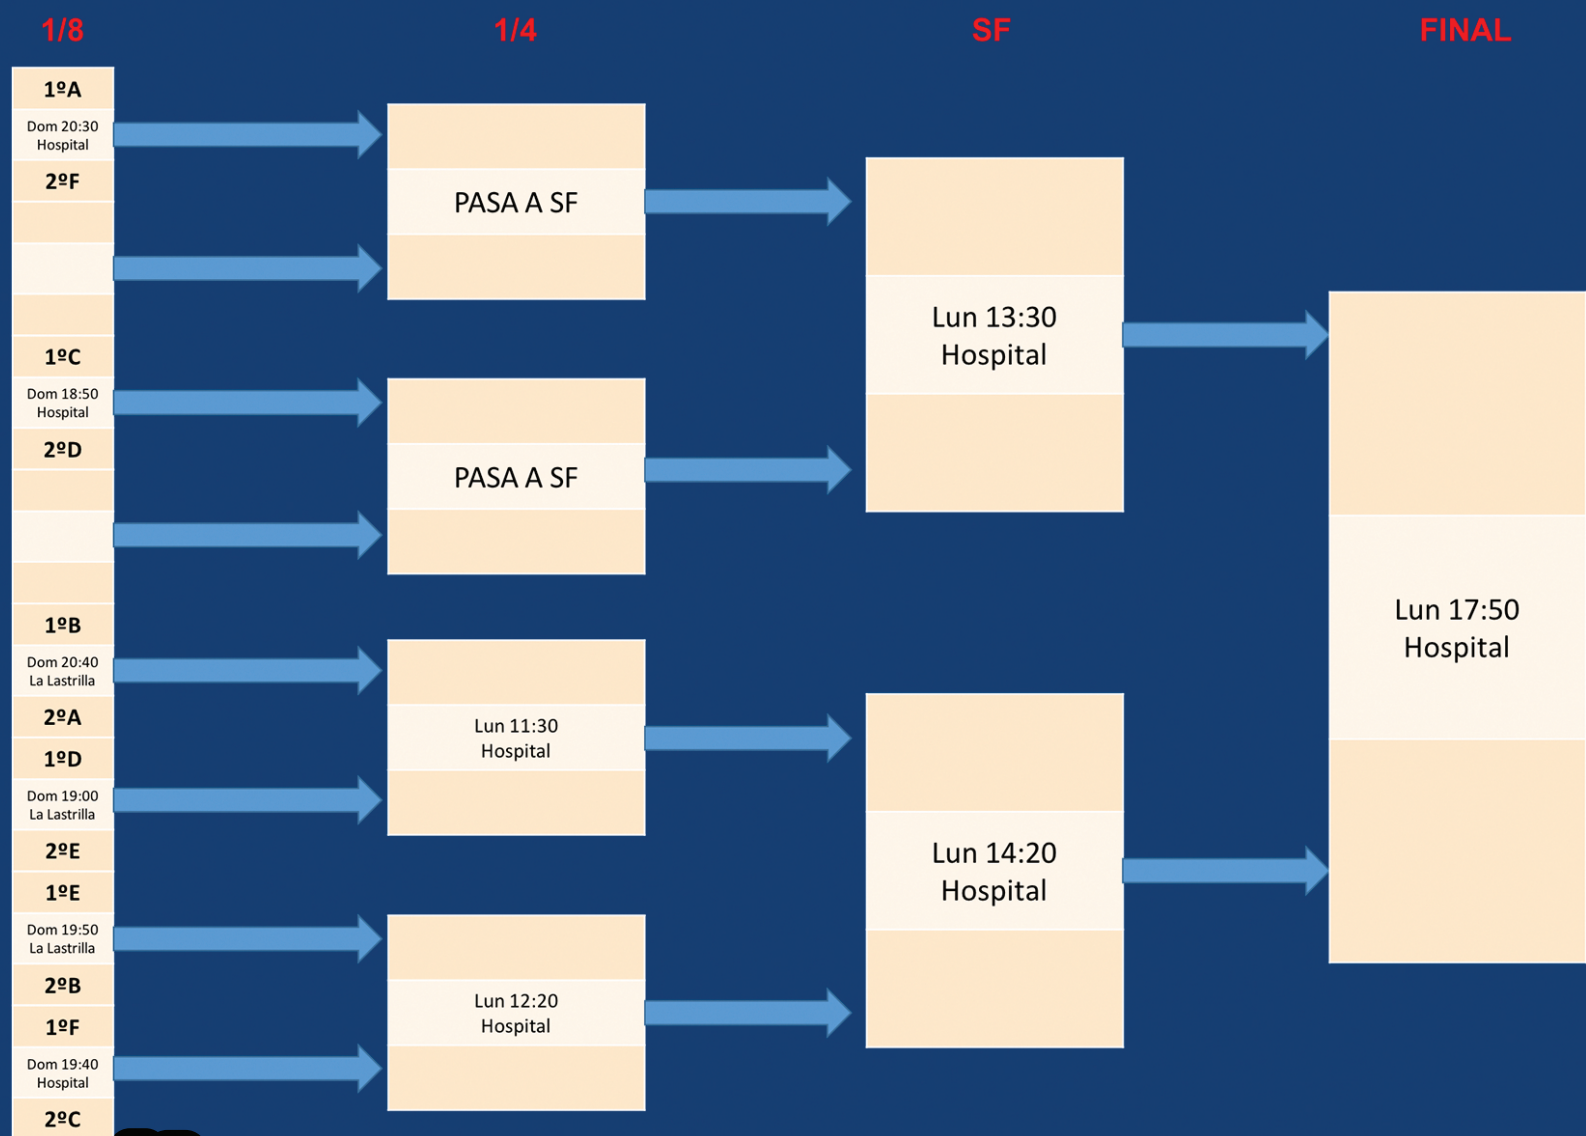 1/8
1/4
SF
FINAL
1ºA
Dom 20:30
Hospital
2ºF
1ºC
Dom 18:50
Hospital
2ºD
1ºB
Dom 20:40
La Lastrilla
2ºA
1ºD
Dom 19:00
La Lastrilla
2ºE
1ºE
Dom 19:50
La Lastrilla
2ºB
1ºF
Dom 19:40
Hospital
2ºC
PASA A SF
PASA A SF
Lun 11:30
Hospital
Lun 12:20
Hospital
Lun 13:30
Hospital
Lun 14:20
Hospital
Lun 17:50
Hospital